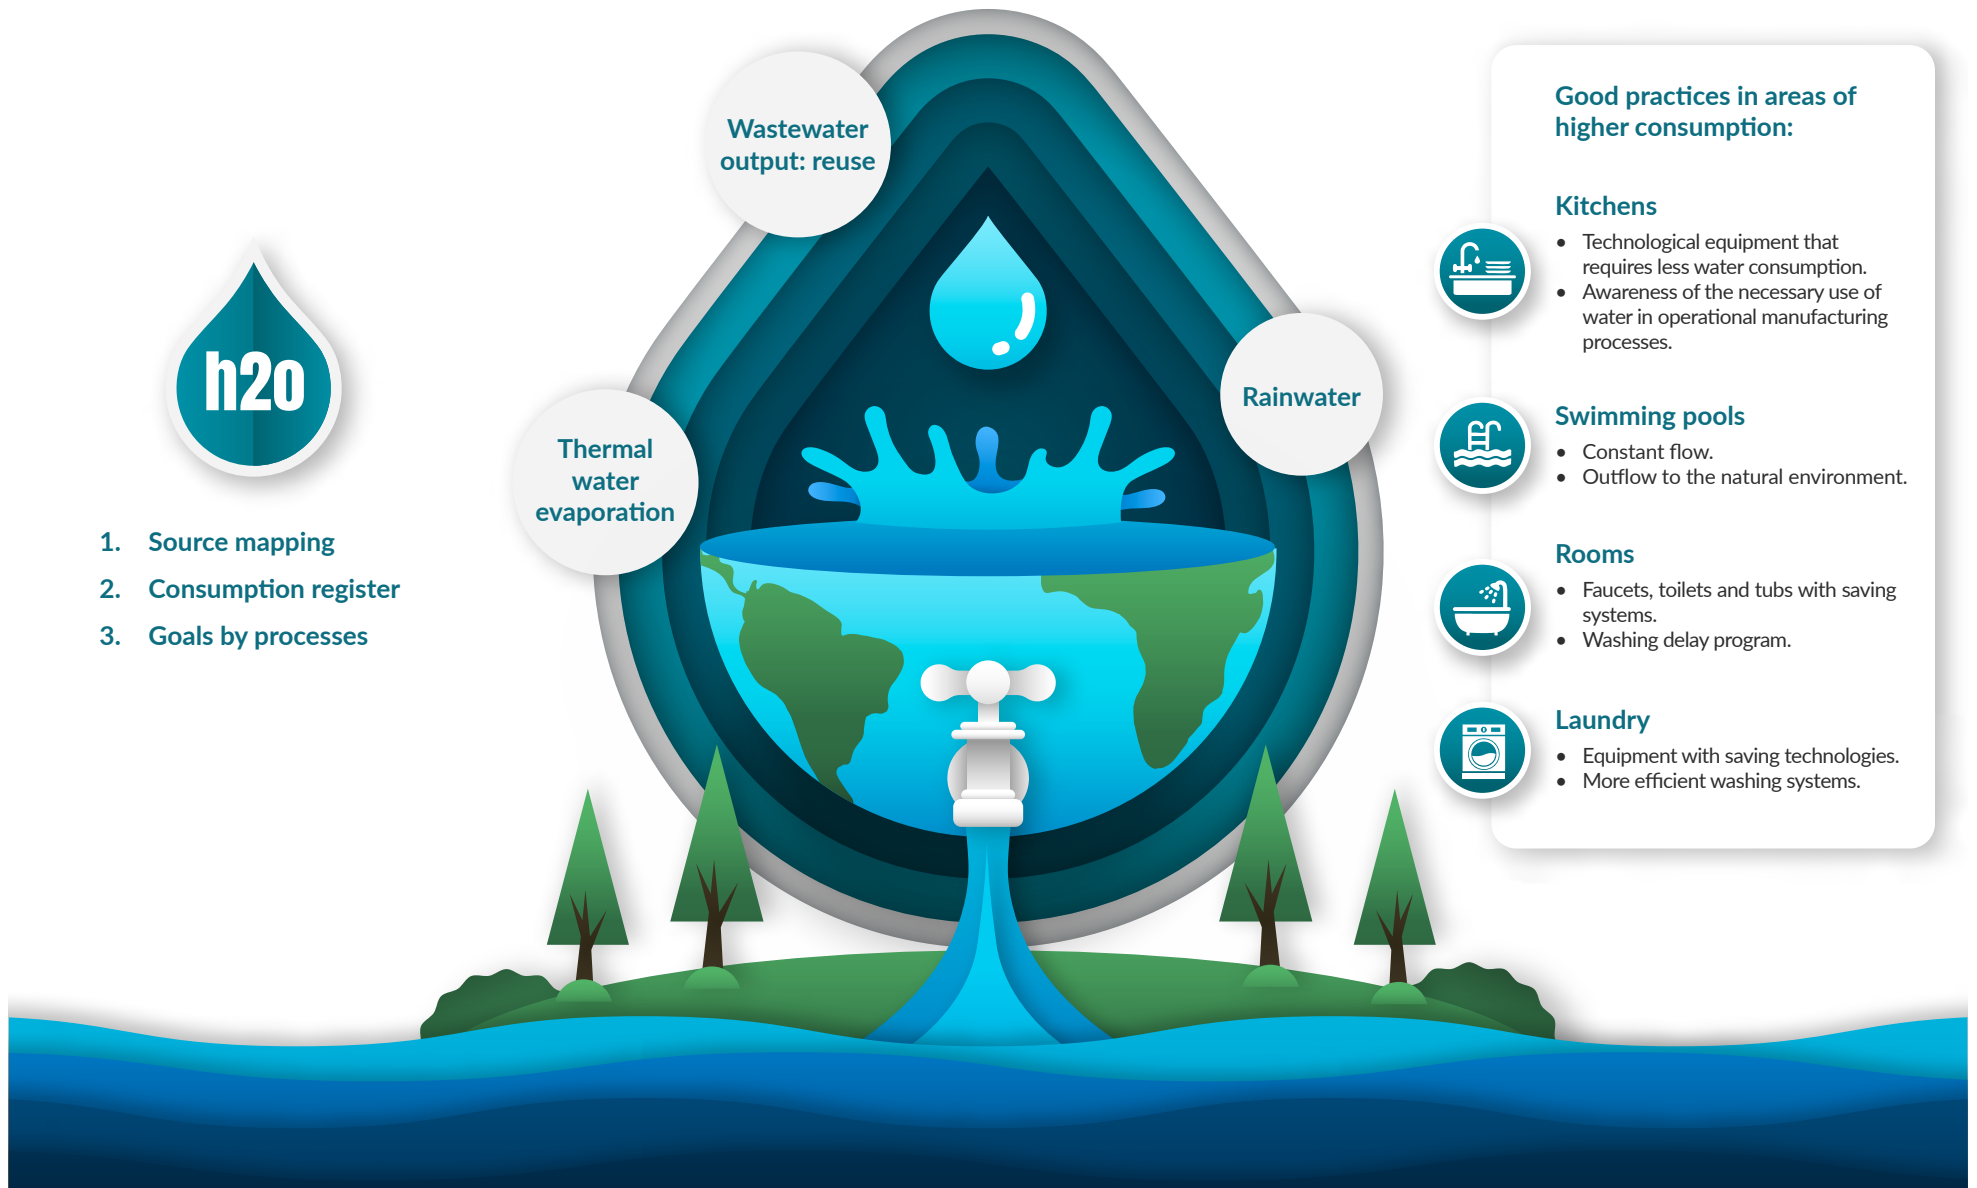 h2o
1. Source mapping
2. Consumption register
3. Goals by processes
Wastewater
output: reuse
Thermal
water
evaporation
Rainwater
Good practices in areas of
higher consumption:
Kitchens
• Technological equipment that
requires less water consumption.
• Awareness of the necessary use of
water in operational manufacturing
processes.
Swimming pools
• Constant flow.
• Outflow to the natural environment.
Rooms
• Faucets, toilets and tubs with saving
systems.
• Washing delay program.
Laundry
• Equipment with saving technologies.
• More efficient washing systems.